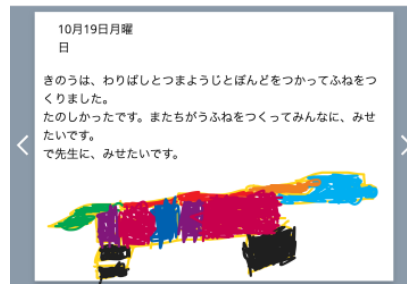 10月19日月曜
日
きのうは、わりばしとつまようじとぼんどをつかってふねをつ
くりました。
たのしかったです。またちがうふねをつくってみんなに、みせ
たいです。
で先生に、みせたいです。